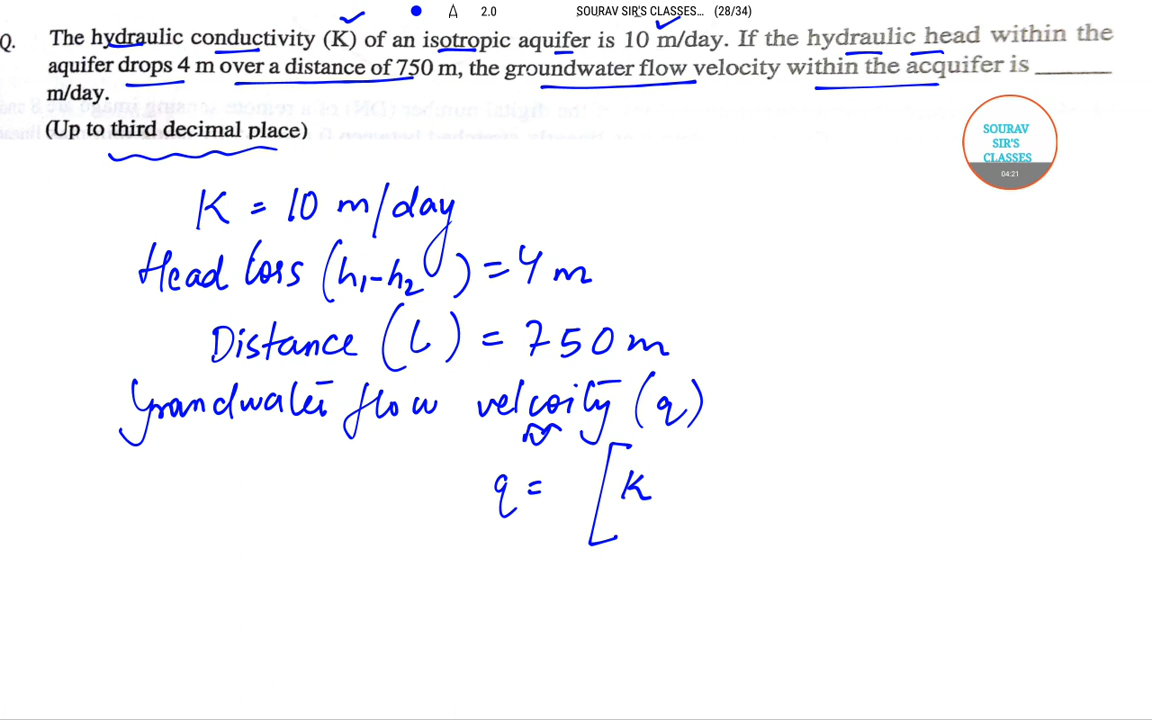 2.0 SOURAV SIR'S CLASSES... (28/34)
Q. The hydraulic conductivity (K) of an isotropic aquifer is 10 m/day. If the hydraulic head within the
aquifer drops 4 m over a distance of 750 m, the groundwater flow velocity within the acquifer is ______
m/day.
(Up to third decimal place)
SOURAV
SIR'S
CLASSES
04:21
K = 10 m/day
Head loss (h1-h2) = 4 m
Distance (L) = 750 m
Grandwater flow velcoity (q)
q = [K